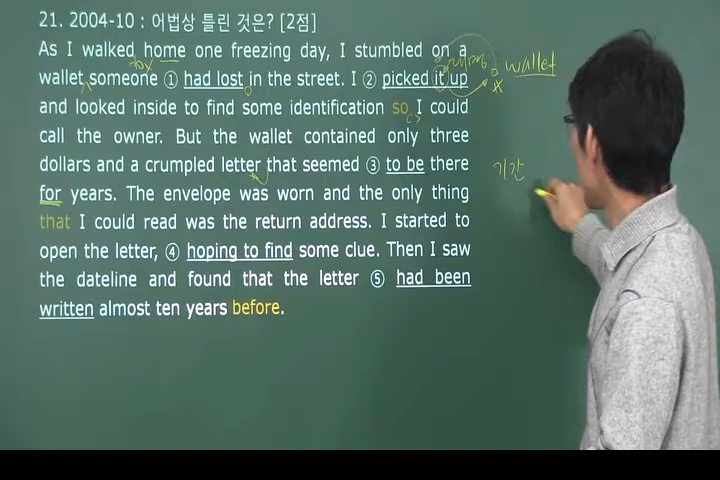 21. 2004-10 : 어법상 틀린 것은? [2점]
As I walked home one freezing day, I stumbled on a
wallet someone ① had lost in the street. I ② picked it up
and looked inside to find some identification so I could
call the owner. But the wallet contained only three
dollars and a crumpled letter that seemed ③ to be there
for years. The envelope was worn and the only thing
that I could read was the return address. I started to
open the letter, ④ hoping to find some clue. Then I saw
the dateline and found that the letter ⑤ had been
written almost ten years before.
wallet
기간